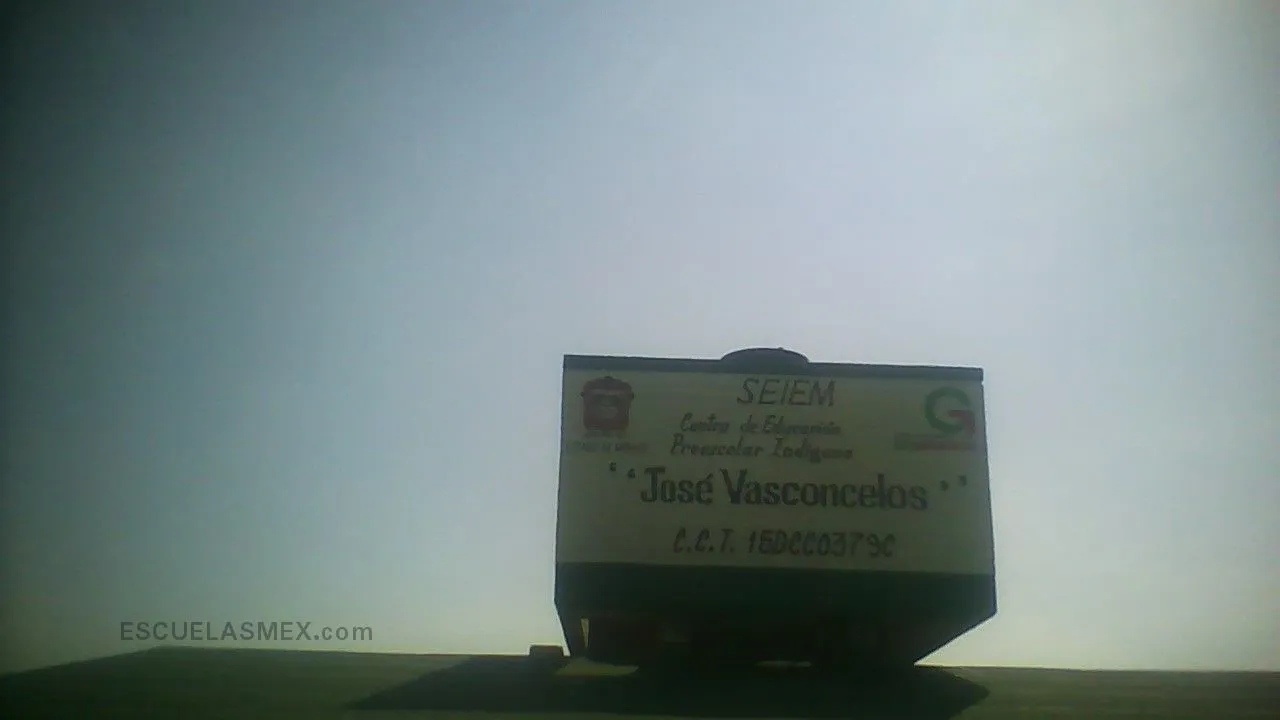 SEIEM
Centro de Educación
Preescolar Indígena
"José Vasconcelos"
C.C.T. 15DCC0379C
ESCUELASMEX.com